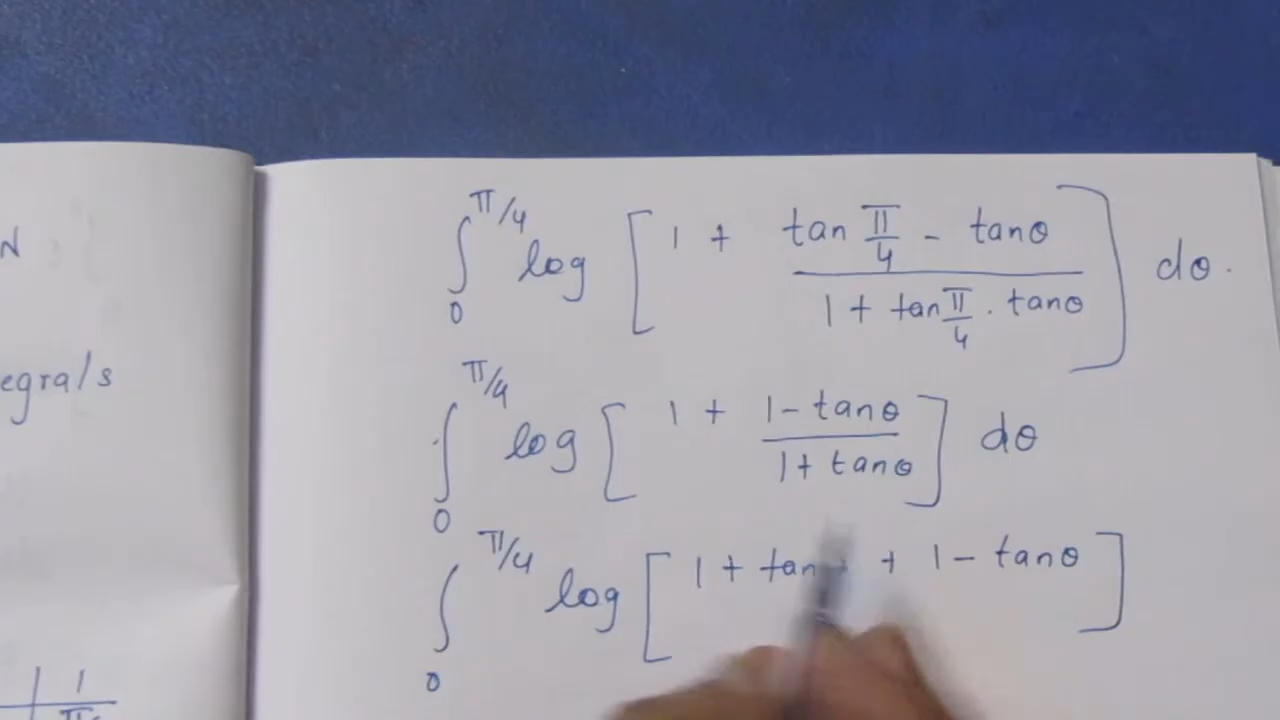 N
egrals
1
∫₀^{π/4} log [ 1 + (tan π/4 - tanθ) / (1 + tan π/4 . tanθ) ] dθ.
∫₀^{π/4} log [ 1 + (1 - tanθ) / (1 + tanθ) ] dθ
∫₀^{π/4} log [ 1 + tan + 1 - tanθ ]